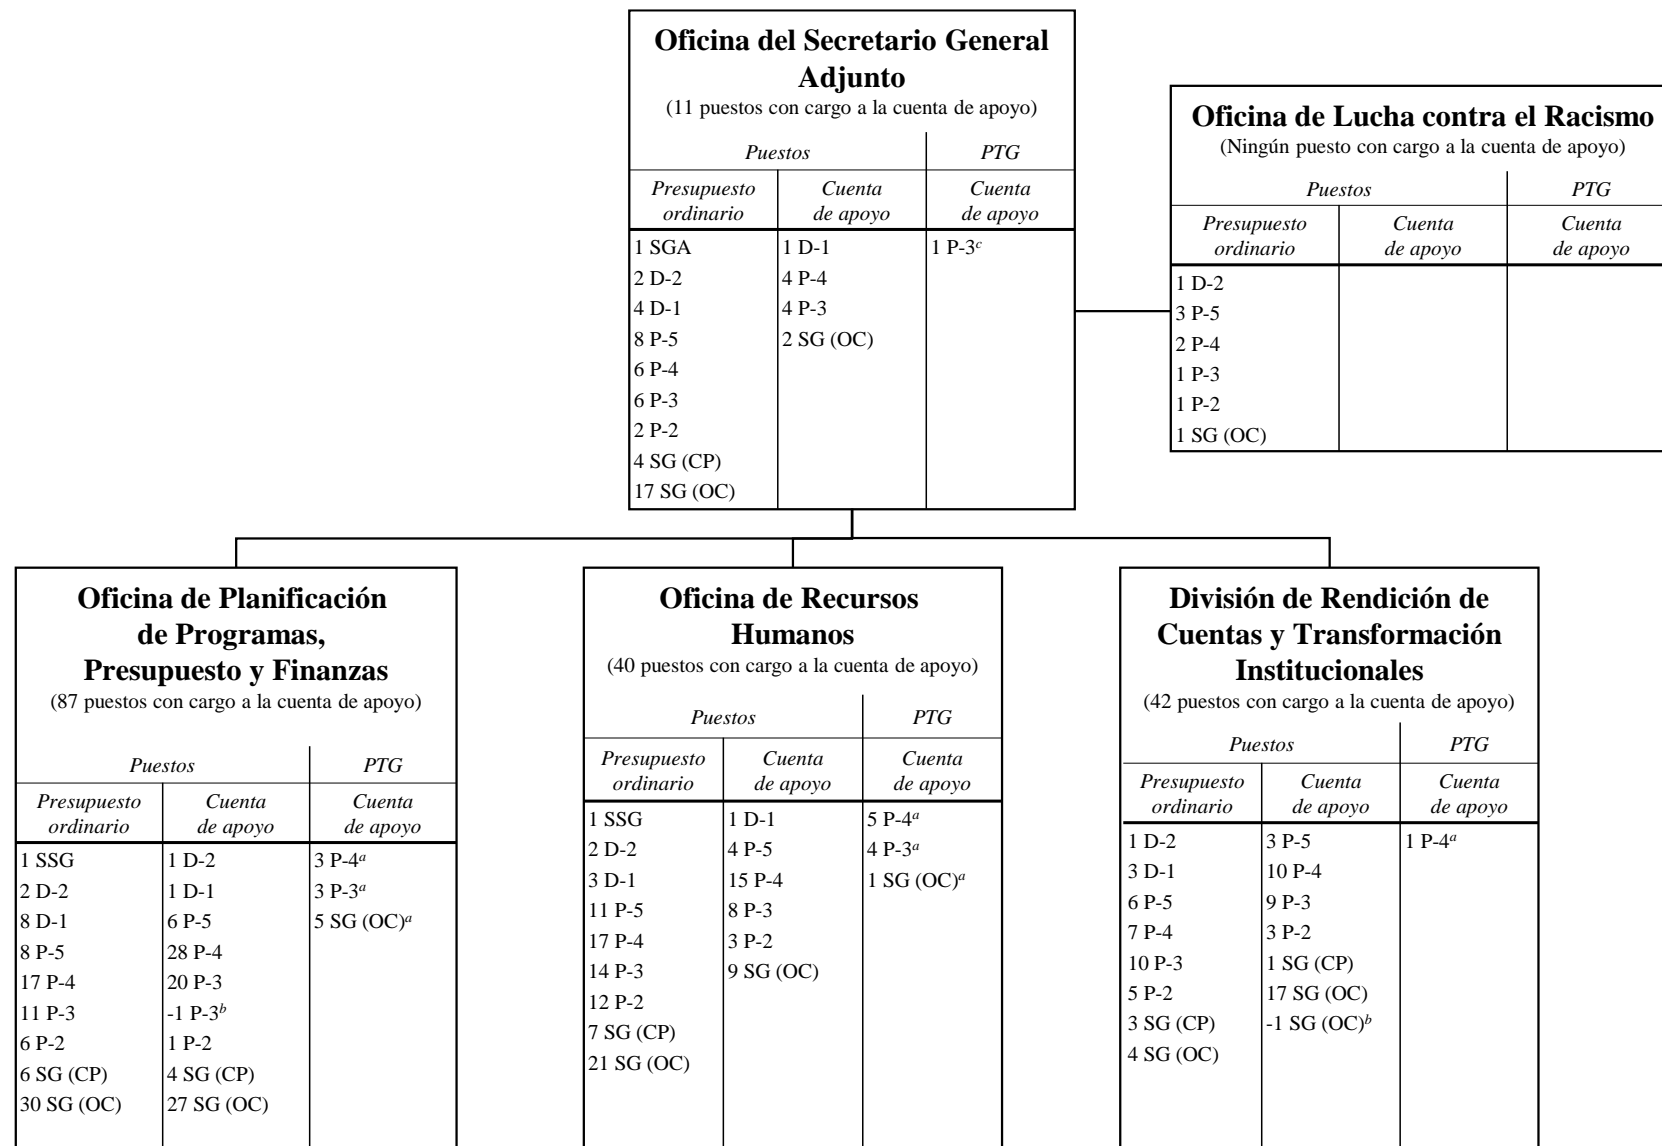 Oficina del Secretario General
Adjunto
(11 puestos con cargo a la cuenta de apoyo)
Puestos PTG
Presupuesto ordinario Cuenta de apoyo Cuenta de apoyo
1 SGA 1 D-1 1 P-3ᶜ
2 D-2 4 P-4
4 D-1 4 P-3
8 P-5 2 SG (OC)
6 P-4
6 P-3
2 P-2
4 SG (CP)
17 SG (OC)
Oficina de Lucha contra el Racismo
(Ningún puesto con cargo a la cuenta de apoyo)
Puestos PTG
Presupuesto ordinario Cuenta de apoyo Cuenta de apoyo
1 D-2
3 P-5
2 P-4
1 P-3
1 P-2
1 SG (OC)
Oficina de Planificación
de Programas,
Presupuesto y Finanzas
(87 puestos con cargo a la cuenta de apoyo)
Puestos PTG
Presupuesto ordinario Cuenta de apoyo Cuenta de apoyo
1 SSG 1 D-2 3 P-4ᵃ
2 D-2 1 D-1 3 P-3ᵃ
8 D-1 6 P-5 5 SG (OC)ᵃ
8 P-5 28 P-4
17 P-4 20 P-3
11 P-3 -1 P-3ᵇ
6 P-2 1 P-2
6 SG (CP) 4 SG (CP)
30 SG (OC) 27 SG (OC)
Oficina de Recursos
Humanos
(40 puestos con cargo a la cuenta de apoyo)
Puestos PTG
Presupuesto ordinario Cuenta de apoyo Cuenta de apoyo
1 SSG 1 D-1 5 P-4ᵃ
2 D-2 4 P-5 4 P-3ᵃ
3 D-1 15 P-4 1 SG (OC)ᵃ
11 P-5 8 P-3
17 P-4 3 P-2
14 P-3 9 SG (OC)
12 P-2
7 SG (CP)
21 SG (OC)
División de Rendición de
Cuentas y Transformación
Institucionales
(42 puestos con cargo a la cuenta de apoyo)
Puestos PTG
Presupuesto ordinario Cuenta de apoyo Cuenta de apoyo
1 D-2 3 P-5 1 P-4ᵃ
3 D-1 10 P-4
6 P-5 9 P-3
7 P-4 3 P-2
10 P-3 1 SG (CP)
5 P-2 17 SG (OC)
3 SG (CP) -1 SG (OC)ᵇ
4 SG (OC)